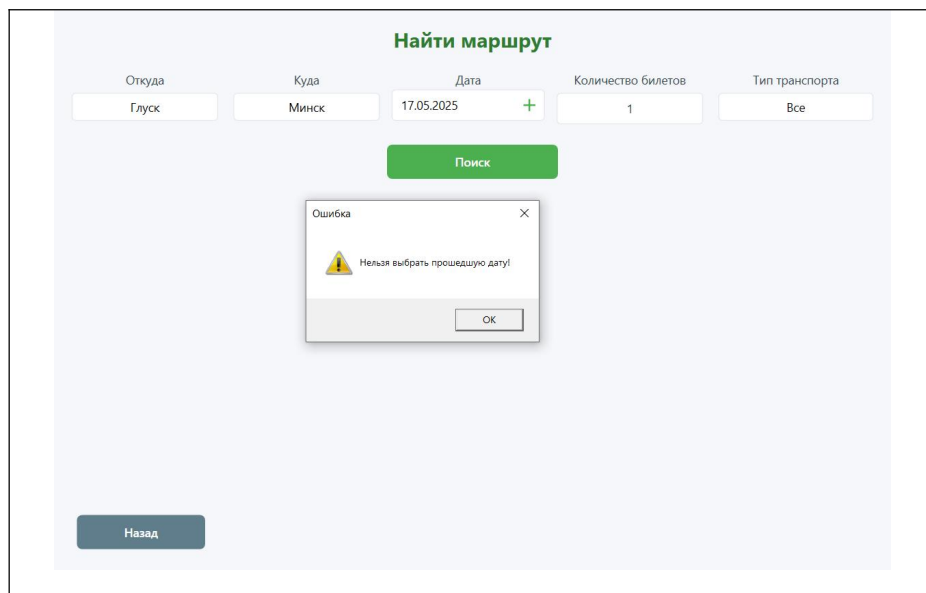 Найти маршрут
Откуда Куда Дата Количество билетов Тип транспорта
Глуск Минск 17.05.2025 + 1 Все
Поиск
Ошибка
Нельзя выбрать прошедшую дату!
OK
Назад